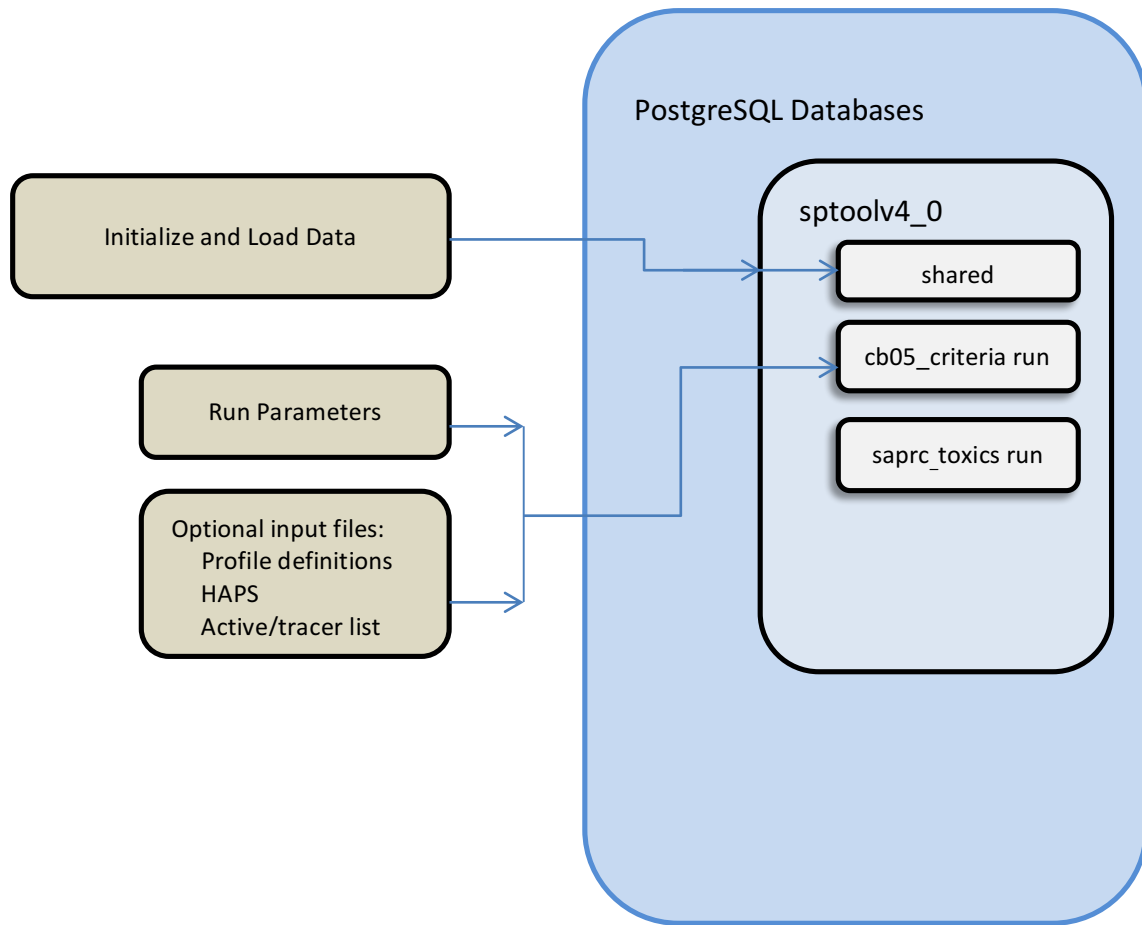 PostgreSQL Databases
sptoolv4_0
Initialize and Load Data
shared
cb05_criteria run
Run Parameters
saprc_toxics run
Optional input files:
Profile definitions
HAPS
Active/tracer list